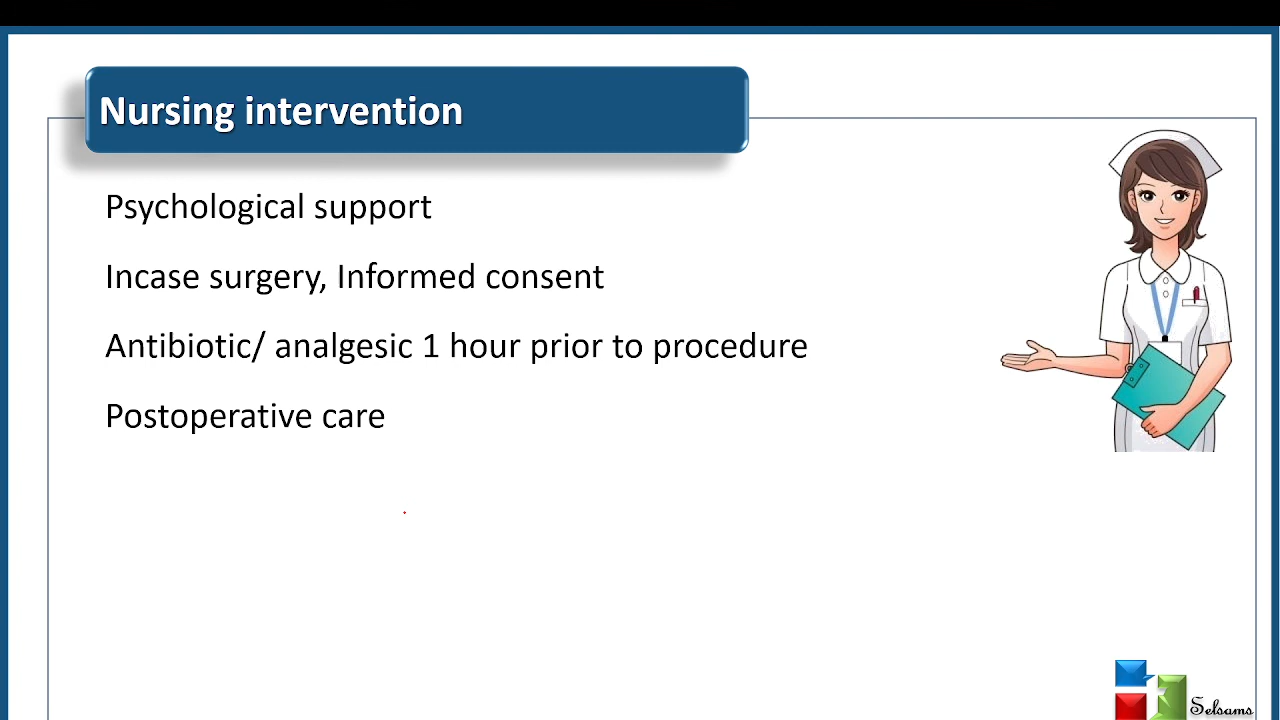 Nursing intervention
Psychological support
Incase surgery, Informed consent
Antibiotic/ analgesic 1 hour prior to procedure
Postoperative care
Selsams